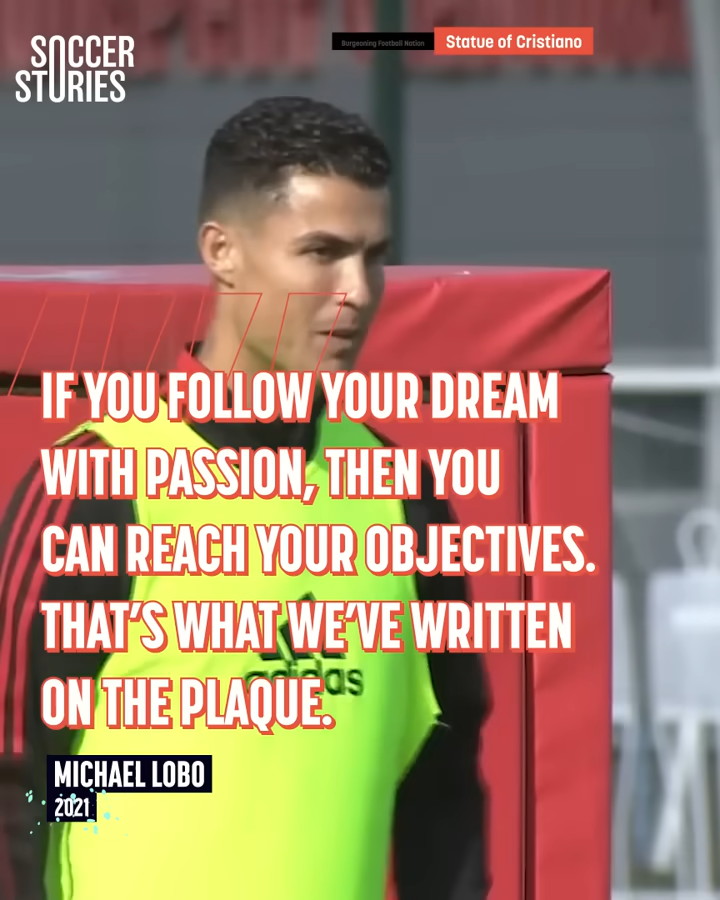 SOCCER
STORIES
Burgeoning Football Nation
Statue of Cristiano
IF YOU FOLLOW YOUR DREAM
WITH PASSION, THEN YOU
CAN REACH YOUR OBJECTIVES.
THAT'S WHAT WE'VE WRITTEN
ON THE PLAQUE.
adidas
MICHAEL LOBO
2021